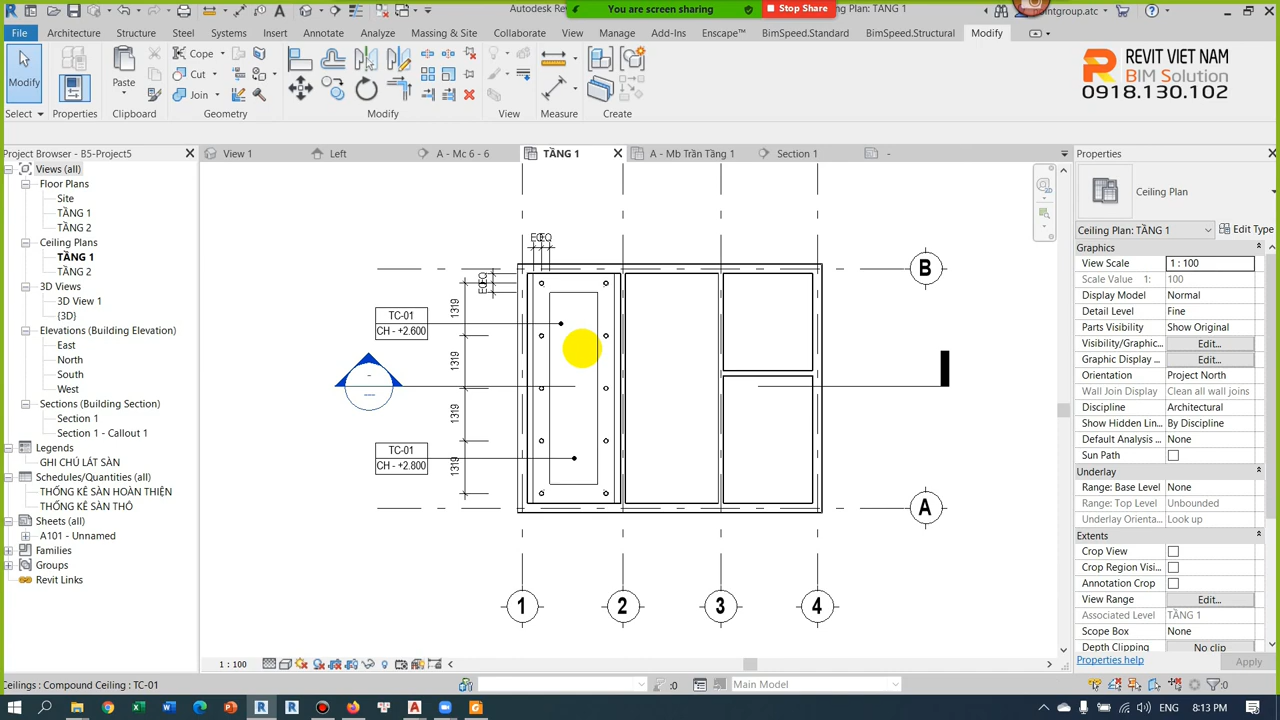 Autodesk Revit
You are screen sharing
Stop Share
Ceiling Plan: TẦNG 1
File
Architecture
Structure
Steel
Systems
Insert
Annotate
Analyze
Massing & Site
Collaborate
View
Manage
Add-Ins
Enscape™
BimSpeed.Standard
BimSpeed.Structural
Modify
Modify
Paste
Cope
Cut
Join
Select
Properties
Clipboard
Geometry
Modify
View
Measure
Create
REVIT VIET NAM
BIM Solution
0918.130.102
Project Browser - B5-Project5
View 1
Left
A - Mc 6 - 6
TẦNG 1
A - Mb Trần Tầng 1
Section 1
-
Properties
Views (all)
Floor Plans
Site
TẦNG 1
TẦNG 2
Ceiling Plans
TẦNG 1
TẦNG 2
3D Views
3D View 1
{3D}
Elevations (Building Elevation)
East
North
South
West
Sections (Building Section)
Section 1
Section 1 - Callout 1
Legends
GHI CHÚ LÁT SÀN
Schedules/Quantities (all)
THỐNG KÊ SÀN HOÀN THIỆN
THỐNG KÊ SÀN THÔ
Sheets (all)
A101 - Unnamed
Families
Groups
Revit Links
1319
1319
1319
1319
TC-01
CH - +2.600
TC-01
CH - +2.800
B
A
1
2
3
4
Ceiling Plan
Ceiling Plan: TẦNG 1
Edit Type
Graphics
View Scale
1 : 100
Scale Value 1:
100
Display Model
Normal
Detail Level
Fine
Parts Visibility
Show Original
Visibility/Graphic...
Edit...
Graphic Display ...
Edit...
Orientation
Project North
Wall Join Display
Clean all wall joins
Discipline
Architectural
Show Hidden Lin...
By Discipline
Default Analysis ...
None
Sun Path
Underlay
Range: Base Level
None
Range: Top Level
Unbounded
Underlay Orienta...
Look up
Extents
Crop View
Crop Region Visi...
Annotation Crop
View Range
Edit...
Associated Level
TẦNG 1
Scope Box
None
Depth Clipping
No clip
Properties help
Apply
1 : 100
Ceilings : Compound Ceiling : TC-01
:0
Main Model
:0
ENG
8:13 PM